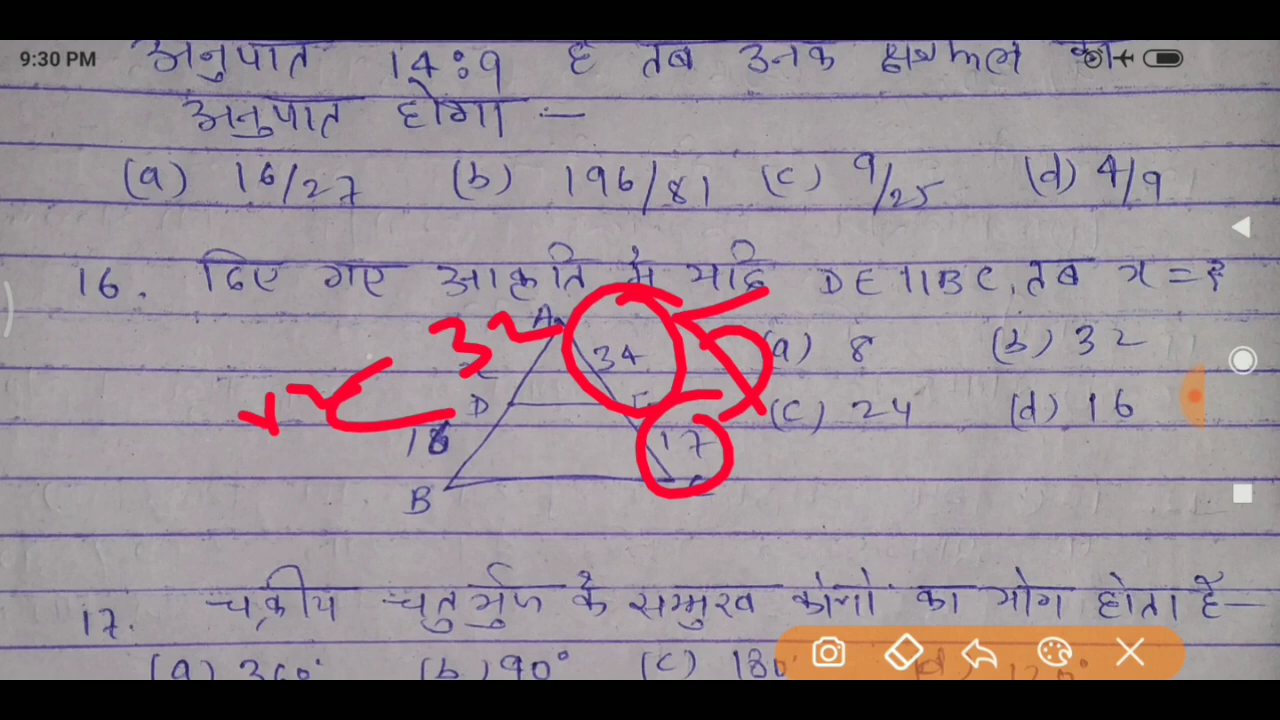 9:30 PM
अनुपात 14:9 है तब उनके क्षेत्रफल का
अनुपात होगा —
(a) 16/27 (b) 196/81 (c) 9/25 (d) 4/9
16. दिए गए आकृति में यदि DE||BC, तब x=?
32 A 34 (a) 8 (b) 32
D E (c) 24 (d) 16
17
B C
17. चक्रीय चतुर्भुज के सम्मुख कोणों का योग होता है—
(a) 360° (b) 90° (c) 180°